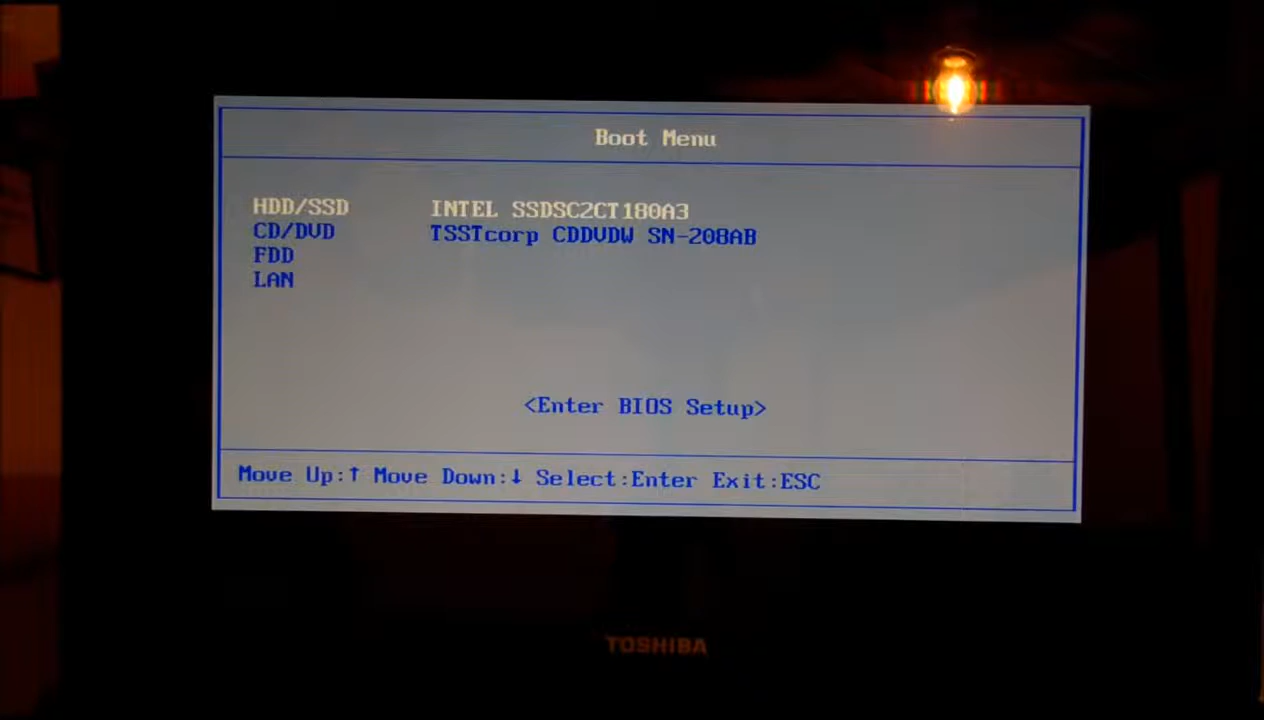 Boot Menu
HDD/SSD INTEL SSDSC2CT180A3
CD/DVD TSSTcorp CDDVDW SN-208AB
FDD
LAN
<Enter BIOS Setup>
Move Up:↑ Move Down:↓ Select:Enter Exit:ESC
TOSHIBA